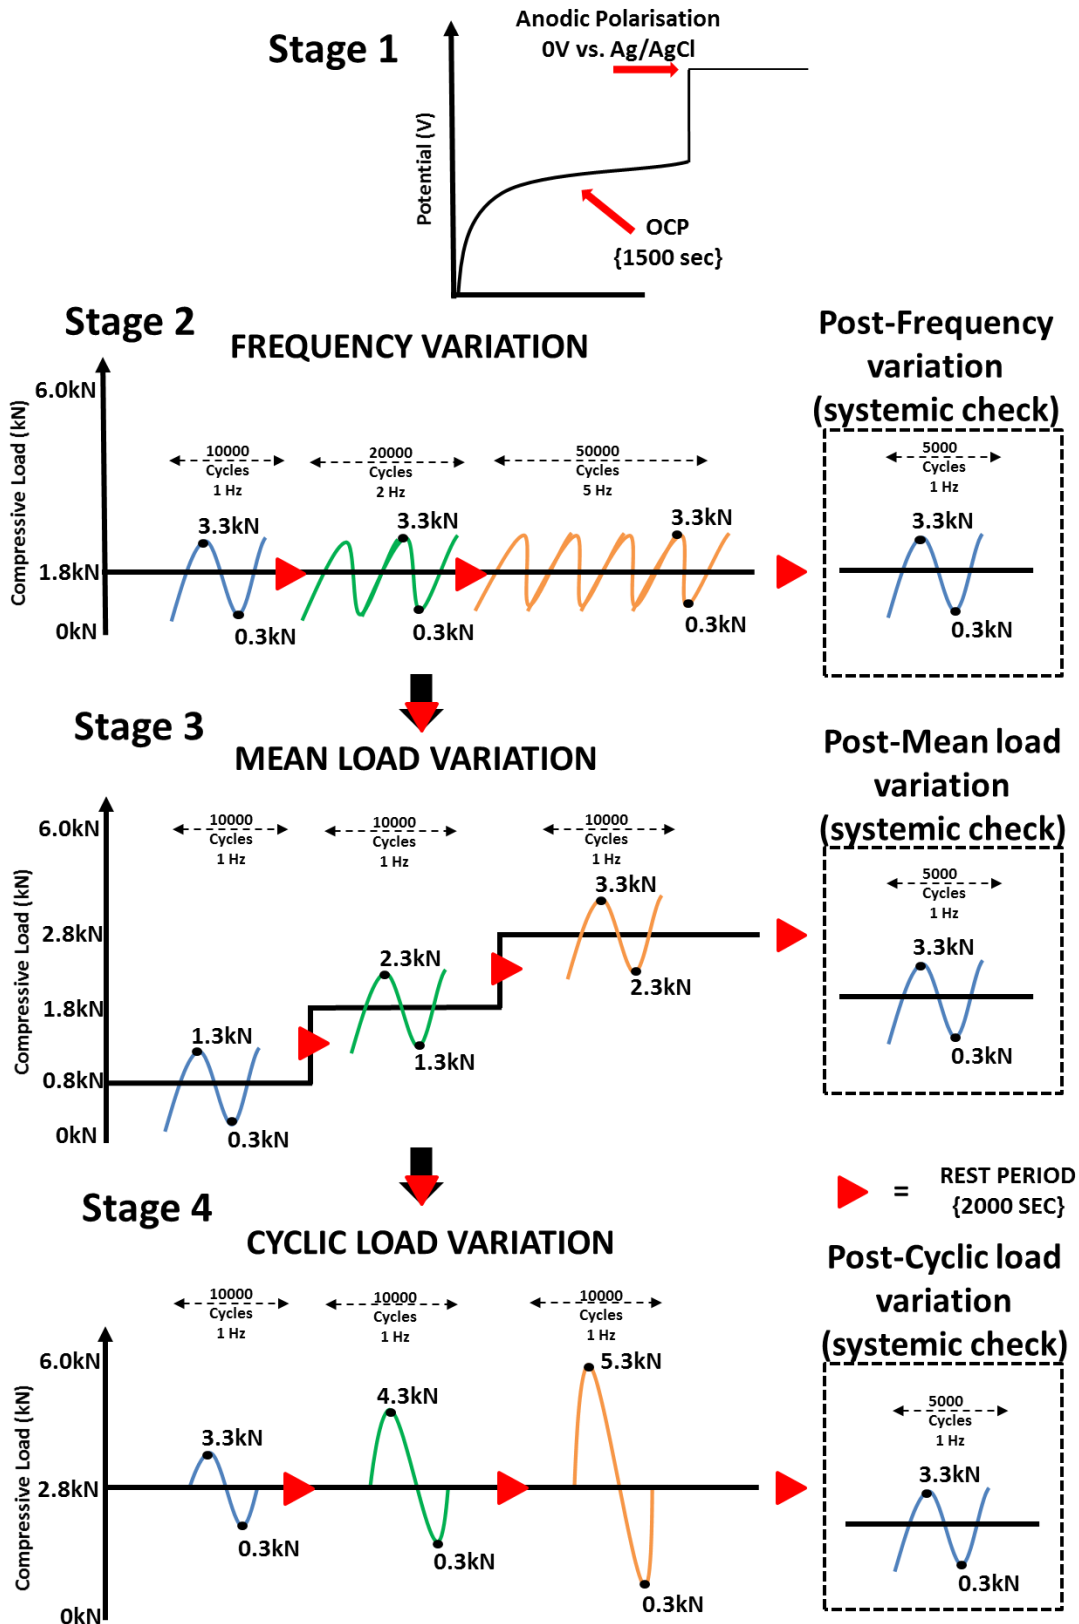 Stage 1
Anodic Polarisation
0V vs. Ag/AgCl
Potential (V)
OCP
{1500 sec}
Stage 2
FREQUENCY VARIATION
Post-Frequency
variation
(systemic check)
Compressive Load (kN)
6.0kN
1.8kN
0kN
10000
Cycles
1 Hz
3.3kN
0.3kN
20000
Cycles
2 Hz
3.3kN
0.3kN
50000
Cycles
5 Hz
3.3kN
0.3kN
5000
Cycles
1 Hz
3.3kN
0.3kN
Stage 3
MEAN LOAD VARIATION
Post-Mean load
variation
(systemic check)
Compressive Load (kN)
6.0kN
2.8kN
1.8kN
0.8kN
0kN
10000
Cycles
1 Hz
1.3kN
0.3kN
10000
Cycles
1 Hz
2.3kN
1.3kN
10000
Cycles
1 Hz
3.3kN
2.3kN
5000
Cycles
1 Hz
3.3kN
0.3kN
=
REST PERIOD
{2000 SEC}
Stage 4
CYCLIC LOAD VARIATION
Post-Cyclic load
variation
(systemic check)
Compressive Load (kN)
6.0kN
2.8kN
0kN
10000
Cycles
1 Hz
3.3kN
0.3kN
10000
Cycles
1 Hz
4.3kN
0.3kN
10000
Cycles
1 Hz
5.3kN
0.3kN
5000
Cycles
1 Hz
3.3kN
0.3kN